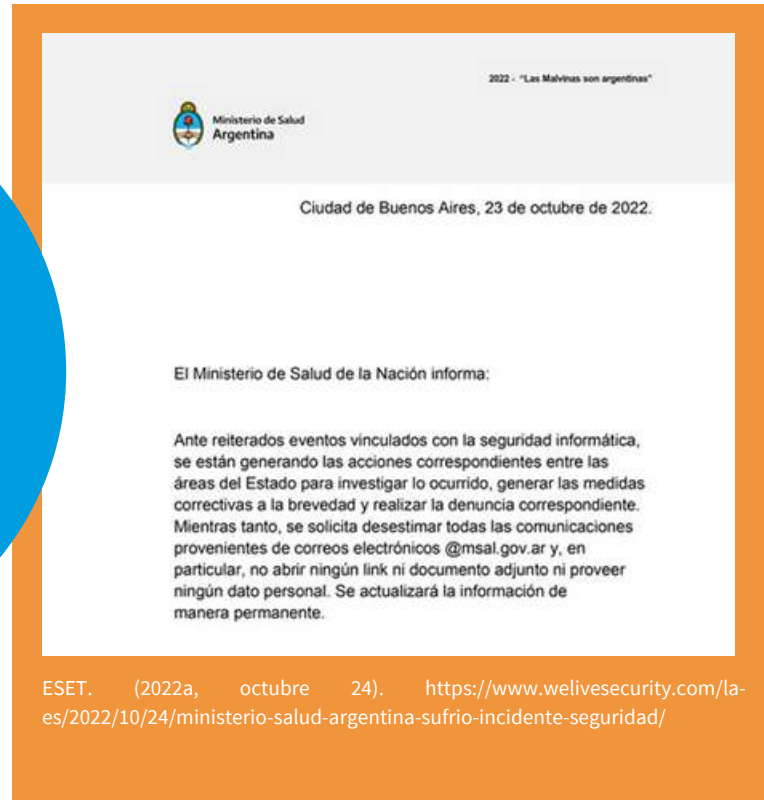 2022 - “Las Malvinas son argentinas”
Ministerio de Salud
Argentina
Ciudad de Buenos Aires, 23 de octubre de 2022.
El Ministerio de Salud de la Nación informa:
Ante reiterados eventos vinculados con la seguridad informática,
se están generando las acciones correspondientes entre las
áreas del Estado para investigar lo ocurrido, generar las medidas
correctivas a la brevedad y realizar la denuncia correspondiente.
Mientras tanto, se solicita desestimar todas las comunicaciones
provenientes de correos electrónicos @msal.gov.ar y, en
particular, no abrir ningún link ni documento adjunto ni proveer
ningún dato personal. Se actualizará la información de
manera permanente.
ESET. (2022a, octubre 24). https://www.welivesecurity.com/la-
es/2022/10/24/ministerio-salud-argentina-sufrio-incidente-seguridad/